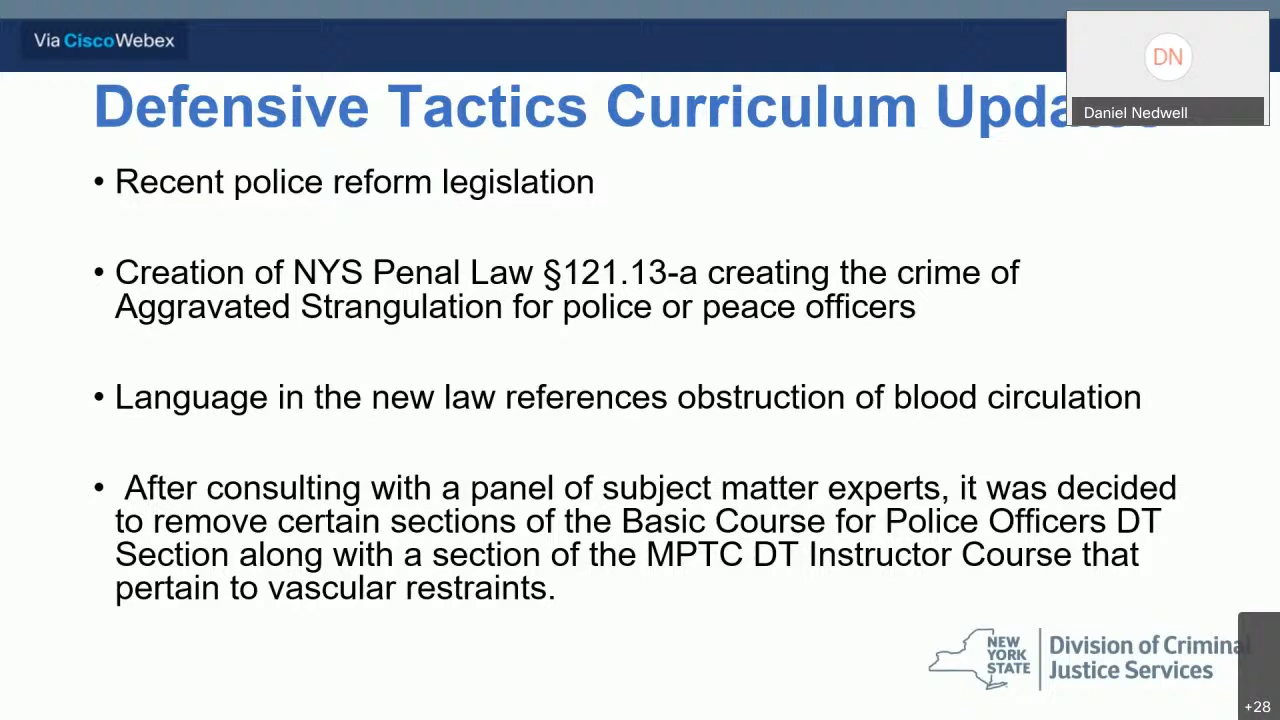 Via Cisco Webex
DN
Daniel Nedwell
Defensive Tactics Curriculum
• Recent police reform legislation
• Creation of NYS Penal Law §121.13-a creating the crime of
Aggravated Strangulation for police or peace officers
• Language in the new law references obstruction of blood circulation
• After consulting with a panel of subject matter experts, it was decided
to remove certain sections of the Basic Course for Police Officers DT
Section along with a section of the MPTC DT Instructor Course that
pertain to vascular restraints.
NEW
YORK
STATE
Division of Criminal
Justice Services
+28